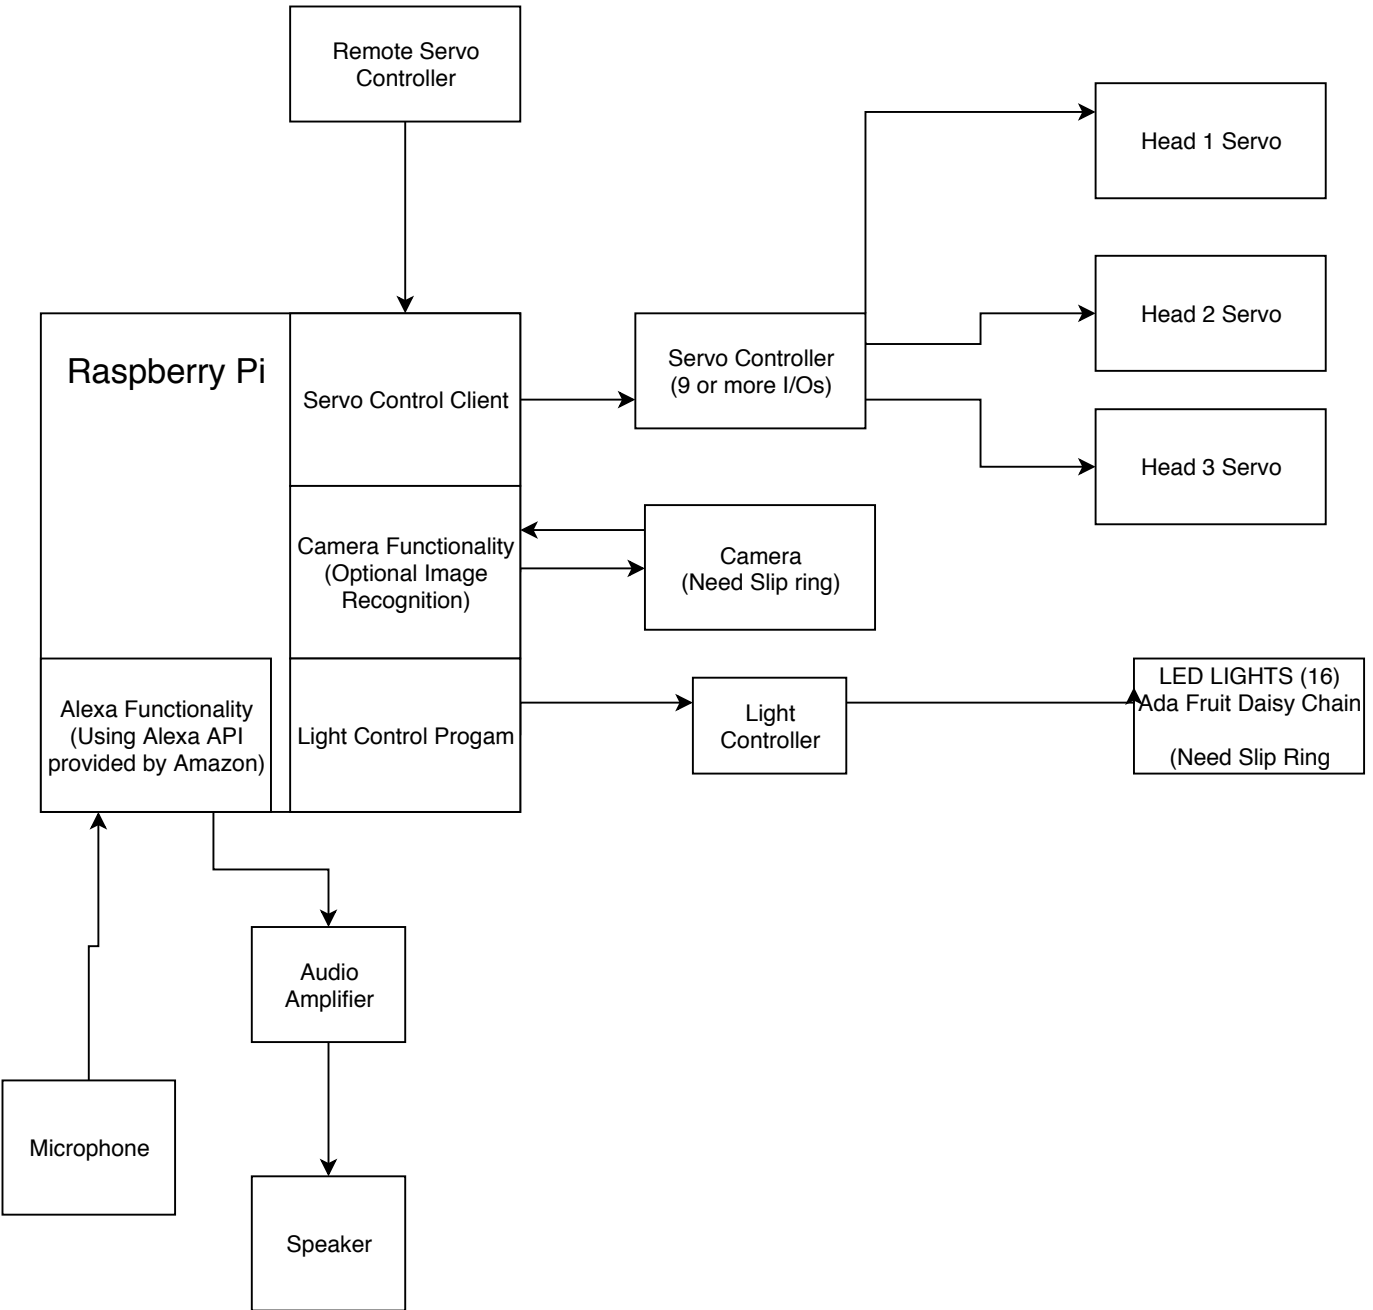 Remote Servo
Controller
Head 1 Servo
Head 2 Servo
Raspberry Pi
Servo Control Client
Servo Controller
(9 or more I/Os)
Head 3 Servo
Camera Functionality
(Optional Image
Recognition)
Camera
(Need Slip ring)
Alexa Functionality
(Using Alexa API
provided by Amazon)
Light Control Progam
Light
Controller
LED LIGHTS (16)
Ada Fruit Daisy Chain
(Need Slip Ring
Audio
Amplifier
Microphone
Speaker